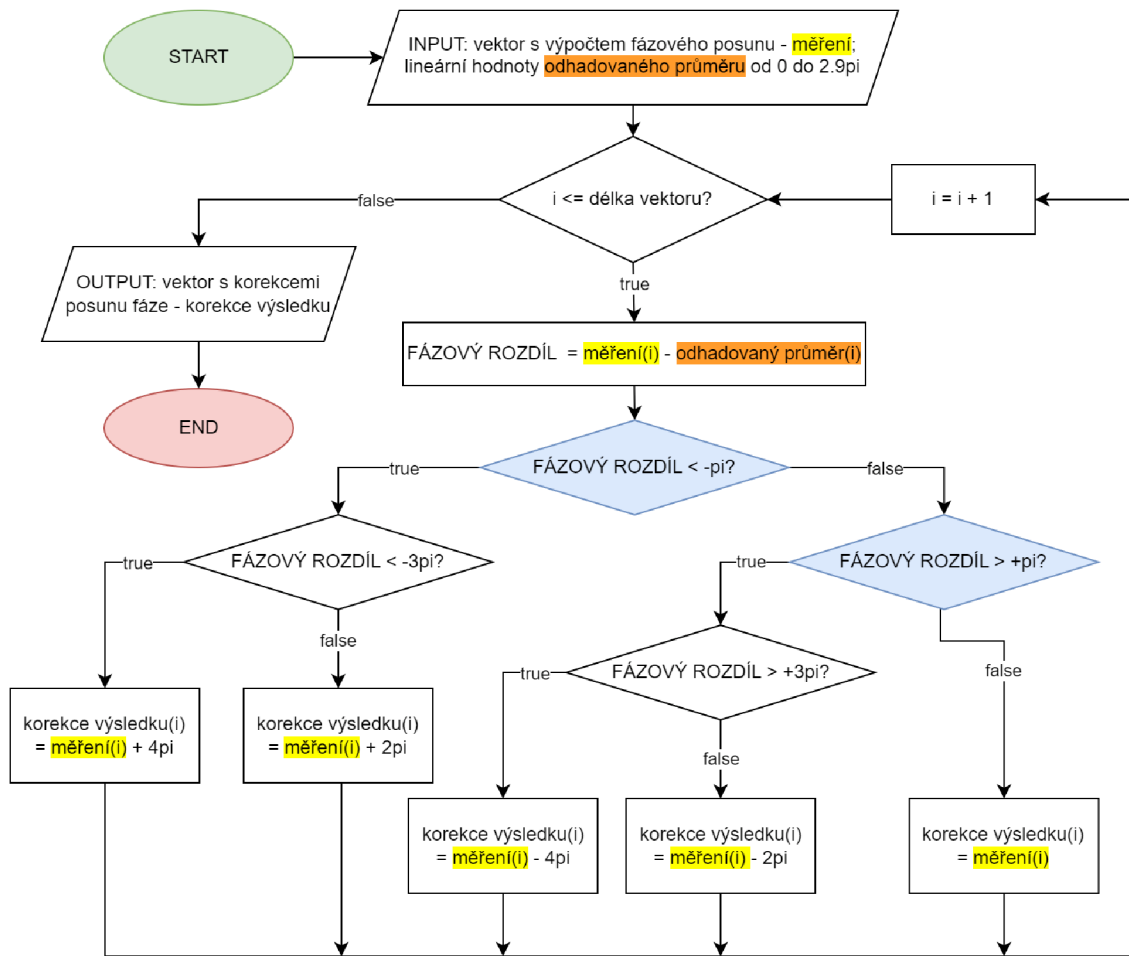 START
INPUT: vektor s výpočtem fázového posunu - měření;
lineární hodnoty odhadovaného průměru od 0 do 2.9pi
i <= délka vektoru?
i = i + 1
false
true
OUTPUT: vektor s korekcemi
posunu fáze - korekce výsledku
END
FÁZOVÝ ROZDÍL = měření(i) - odhadovaný průměr(i)
FÁZOVÝ ROZDÍL < -pi?
true
false
FÁZOVÝ ROZDÍL < -3pi?
true
false
FÁZOVÝ ROZDÍL > +pi?
true
false
FÁZOVÝ ROZDÍL > +3pi?
true
false
korekce výsledku(i)
= měření(i) + 4pi
korekce výsledku(i)
= měření(i) + 2pi
korekce výsledku(i)
= měření(i) - 4pi
korekce výsledku(i)
= měření(i) - 2pi
korekce výsledku(i)
= měření(i)